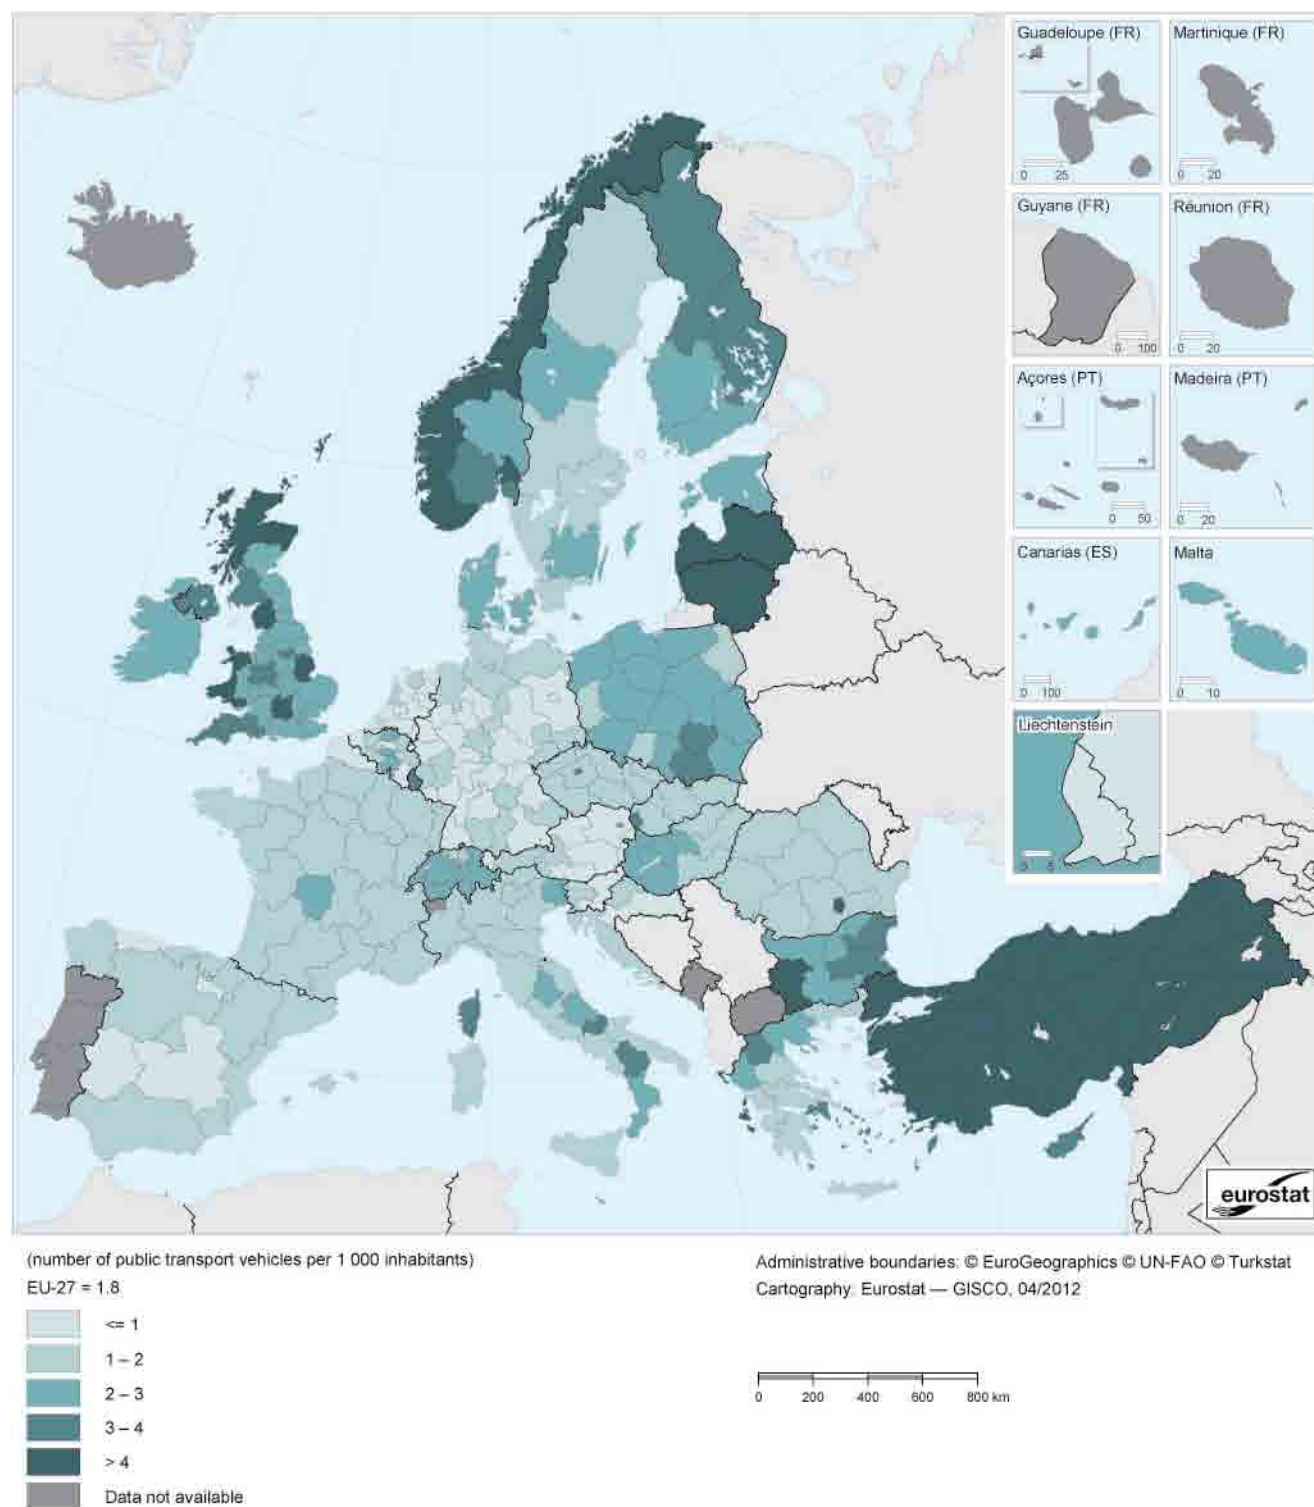 Guadeloupe (FR)
0 25
Martinique (FR)
0 20
Guyane (FR)
0 100
Réunion (FR)
0 20
Açores (PT)
0 50
Madeira (PT)
0 20
Canarias (ES)
0 100
Malta
0 10
Liechtenstein
0 5
eurostat
(number of public transport vehicles per 1 000 inhabitants)
EU-27 = 1.8
<= 1
1 – 2
2 – 3
3 – 4
> 4
Data not available
Administrative boundaries: © EuroGeographics © UN-FAO © Turkstat
Cartography: Eurostat — GISCO, 04/2012
0 200 400 600 800 km